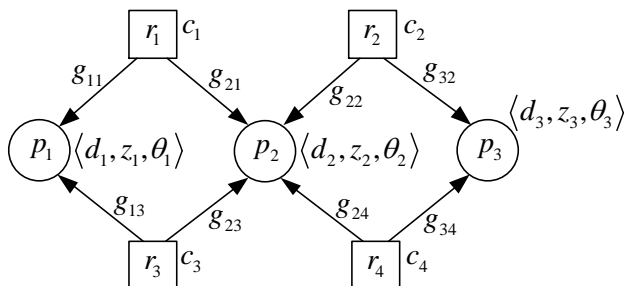 r₁ c₁ r₂ c₂
g₁₁ g₂₁ g₂₂ g₃₂
⟨d₃, z₃, θ₃⟩
p₁ ⟨d₁, z₁, θ₁⟩ p₂ ⟨d₂, z₂, θ₂⟩ p₃
g₁₃ g₂₃ g₂₄ g₃₄
r₃ c₃ r₄ c₄